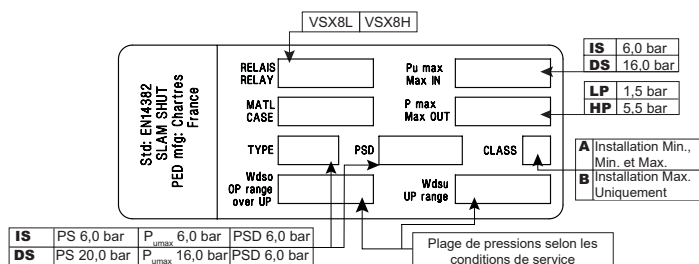 VSX8L VSX8H
Std: EN14382
SLAM SHUT
PED mfg: Chartres
France
RELAIS
RELAY
Pu max
Max IN
IS 6,0 bar
DS 16,0 bar
MATL
CASE
P max
Max OUT
LP 1,5 bar
HP 5,5 bar
TYPE
PSD
CLASS
A Installation Min.,
Min. et Max.
B Installation Max.
Uniquement
Wdso
OP range
over UP
Wdsu
UP range
IS PS 6,0 bar Pumax 6,0 bar PSD 6,0 bar
DS PS 20,0 bar Pumax 16,0 bar PSD 6,0 bar
Plage de pressions selon les
conditions de service